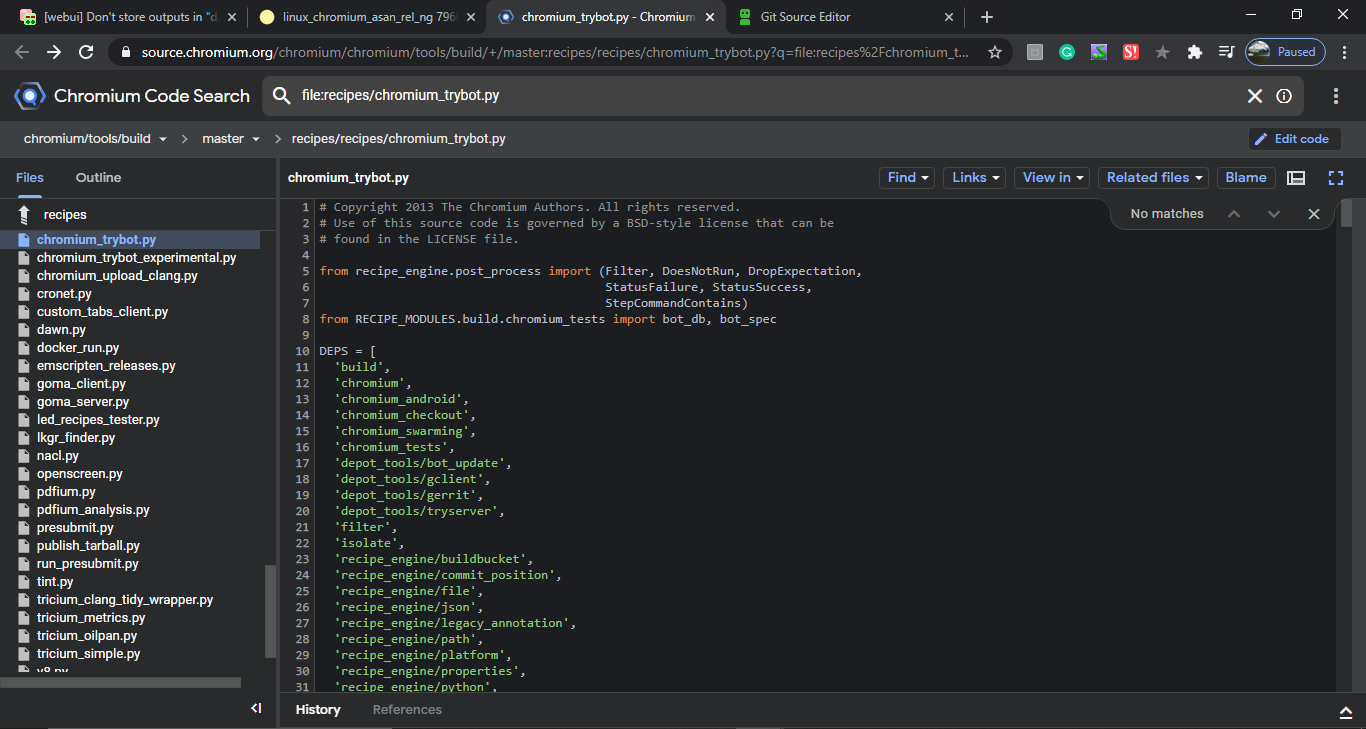 [webui] Don't store outputs in "d
linux_chromium_asan_rel_ng 796
chromium_trybot.py - Chromium
Git Source Editor
source.chromium.org/chromium/chromium/tools/build/+/master:recipes/recipes/chromium_trybot.py?q=file:recipes%2Fchromium_t...
Paused
Chromium Code Search
file:recipes/chromium_trybot.py
chromium/tools/build
master
recipes/recipes/chromium_trybot.py
Edit code
Files
Outline
chromium_trybot.py
Find
Links
View in
Related files
Blame
No matches
recipes
chromium_trybot.py
chromium_trybot_experimental.py
chromium_upload_clang.py
cronet.py
custom_tabs_client.py
dawn.py
docker_run.py
emscripten_releases.py
goma_client.py
goma_server.py
led_recipes_tester.py
lkgr_finder.py
nacl.py
openscreen.py
pdfium.py
pdfium_analysis.py
presubmit.py
publish_tarball.py
run_presubmit.py
tint.py
tricium_clang_tidy_wrapper.py
tricium_metrics.py
tricium_oilpan.py
tricium_simple.py
v8.py
1 # Copyright 2013 The Chromium Authors. All rights reserved.
2 # Use of this source code is governed by a BSD-style license that can be
3 # found in the LICENSE file.
4
5 from recipe_engine.post_process import (Filter, DoesNotRun, DropExpectation,
6 StatusFailure, StatusSuccess,
7 StepCommandContains)
8 from RECIPE_MODULES.build.chromium_tests import bot_db, bot_spec
9
10 DEPS = [
11 'build',
12 'chromium',
13 'chromium_android',
14 'chromium_checkout',
15 'chromium_swarming',
16 'chromium_tests',
17 'depot_tools/bot_update',
18 'depot_tools/gclient',
19 'depot_tools/gerrit',
20 'depot_tools/tryserver',
21 'filter',
22 'isolate',
23 'recipe_engine/buildbucket',
24 'recipe_engine/commit_position',
25 'recipe_engine/file',
26 'recipe_engine/json',
27 'recipe_engine/legacy_annotation',
28 'recipe_engine/path',
29 'recipe_engine/platform',
30 'recipe_engine/properties',
31 'recipe_engine/python',
History
References